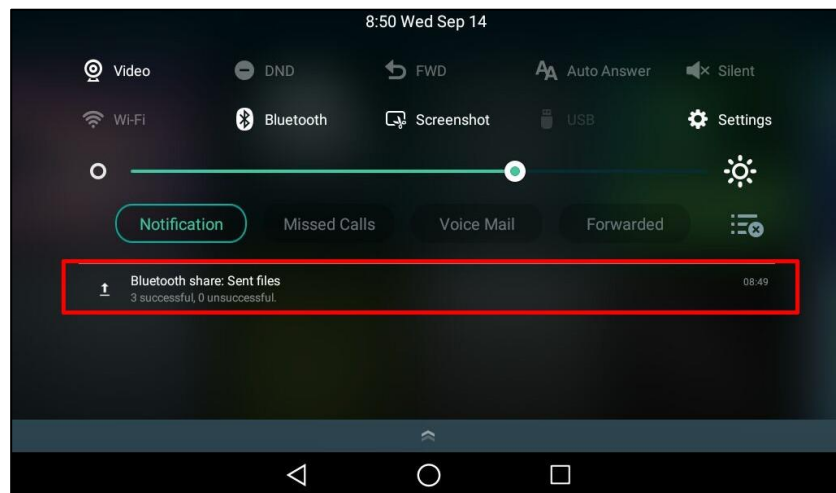 8:50 Wed Sep 14
Video DND FWD Auto Answer Silent
Wi-Fi Bluetooth Screenshot USB Settings
Notification Missed Calls Voice Mail Forwarded
Bluetooth share: Sent files 08:49
3 successful, 0 unsuccessful.